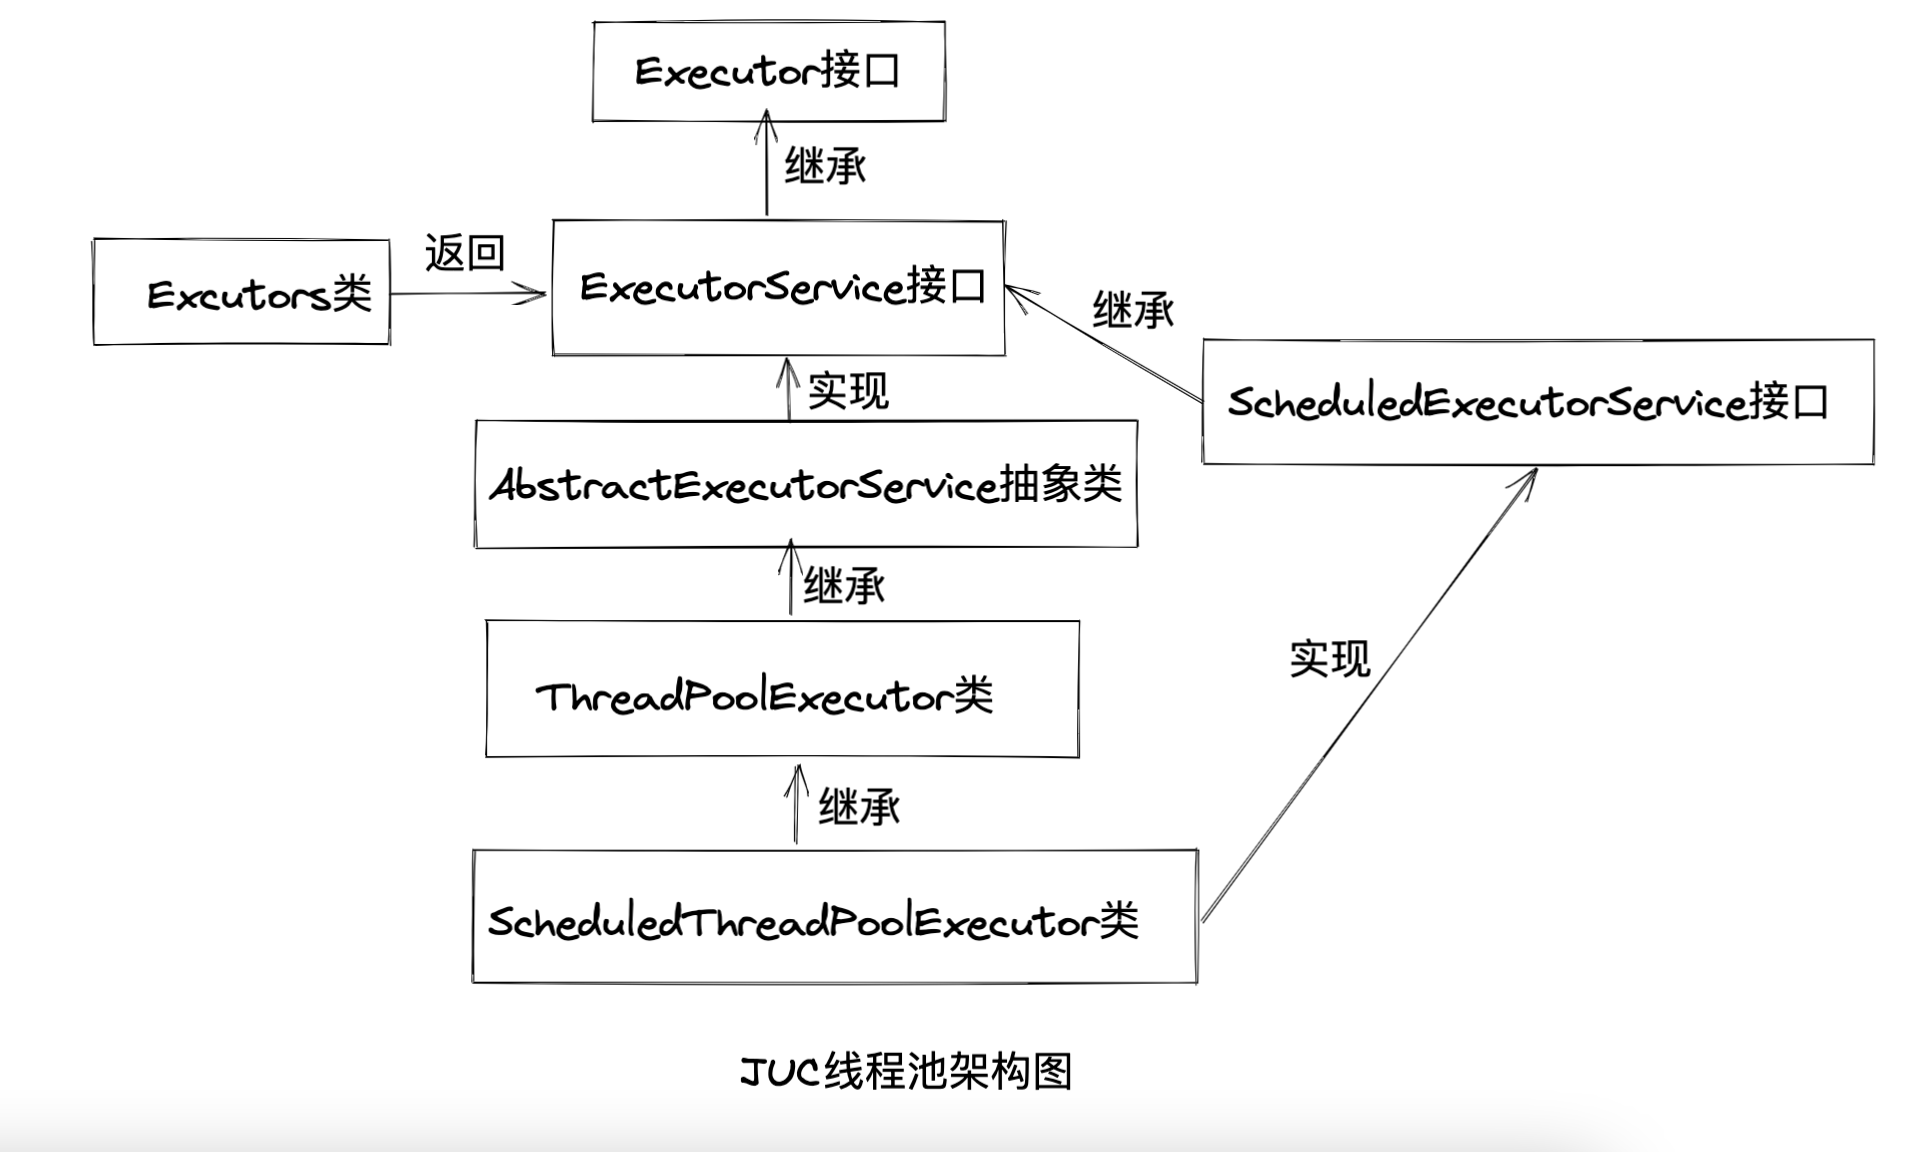 Executor接口
继承
返回
Excutors类
ExecutorService接口
继承
实现
ScheduledExecutorService接口
AbstractExecutorService抽象类
继承
实现
ThreadPoolExecutor类
继承
ScheduledThreadPoolExecutor类
JUC线程池架构图